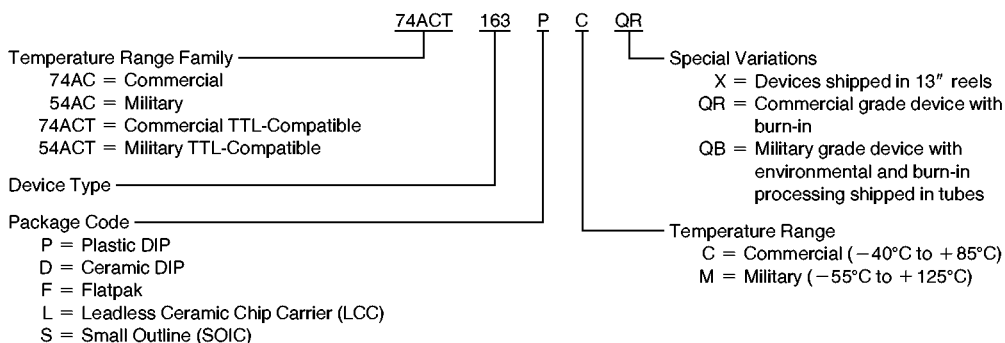 74ACT 163 P C QR
Temperature Range Family
74AC = Commercial
54AC = Military
74ACT = Commercial TTL-Compatible
54ACT = Military TTL-Compatible
Device Type
Package Code
P = Plastic DIP
D = Ceramic DIP
F = Flatpak
L = Leadless Ceramic Chip Carrier (LCC)
S = Small Outline (SOIC)
Special Variations
X = Devices shipped in 13″ reels
QR = Commercial grade device with
burn-in
QB = Military grade device with
environmental and burn-in
processing shipped in tubes
Temperature Range
C = Commercial (−40°C to +85°C)
M = Military (−55°C to +125°C)